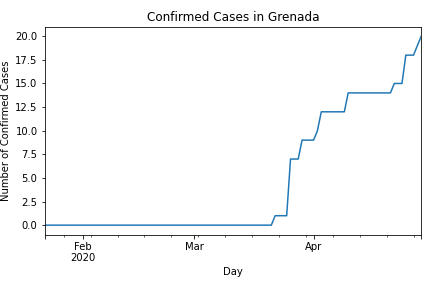 Confirmed Cases in Grenada
20.0
17.5
15.0
12.5
10.0
7.5
5.0
2.5
0.0
Number of Confirmed Cases
Feb
2020
Mar
Apr
Day